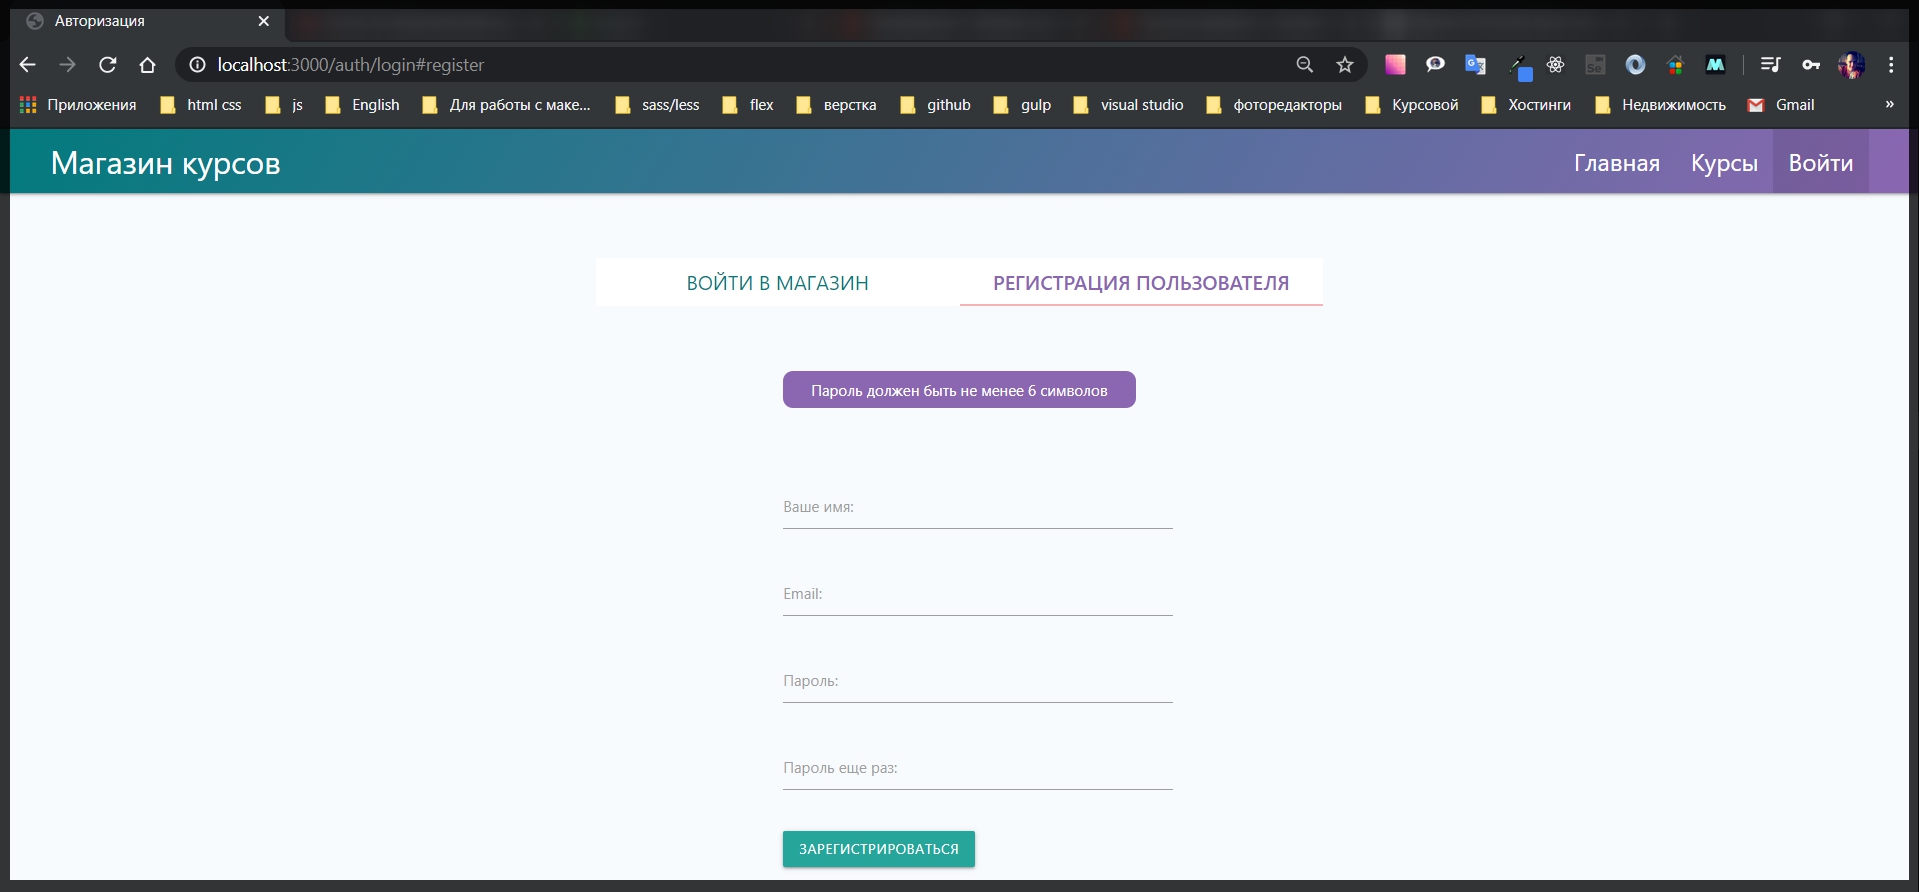 Авторизация
localhost:3000/auth/login#register
Приложения html css js English Для работы с маке... sass/less flex верстка github gulp visual studio фоторедакторы Курсовой Хостинги Недвижимость Gmail »
Магазин курсов Главная Курсы Войти
ВОЙТИ В МАГАЗИН РЕГИСТРАЦИЯ ПОЛЬЗОВАТЕЛЯ
Пароль должен быть не менее 6 символов
Ваше имя:
Email:
Пароль:
Пароль еще раз:
ЗАРЕГИСТРИРОВАТЬСЯ